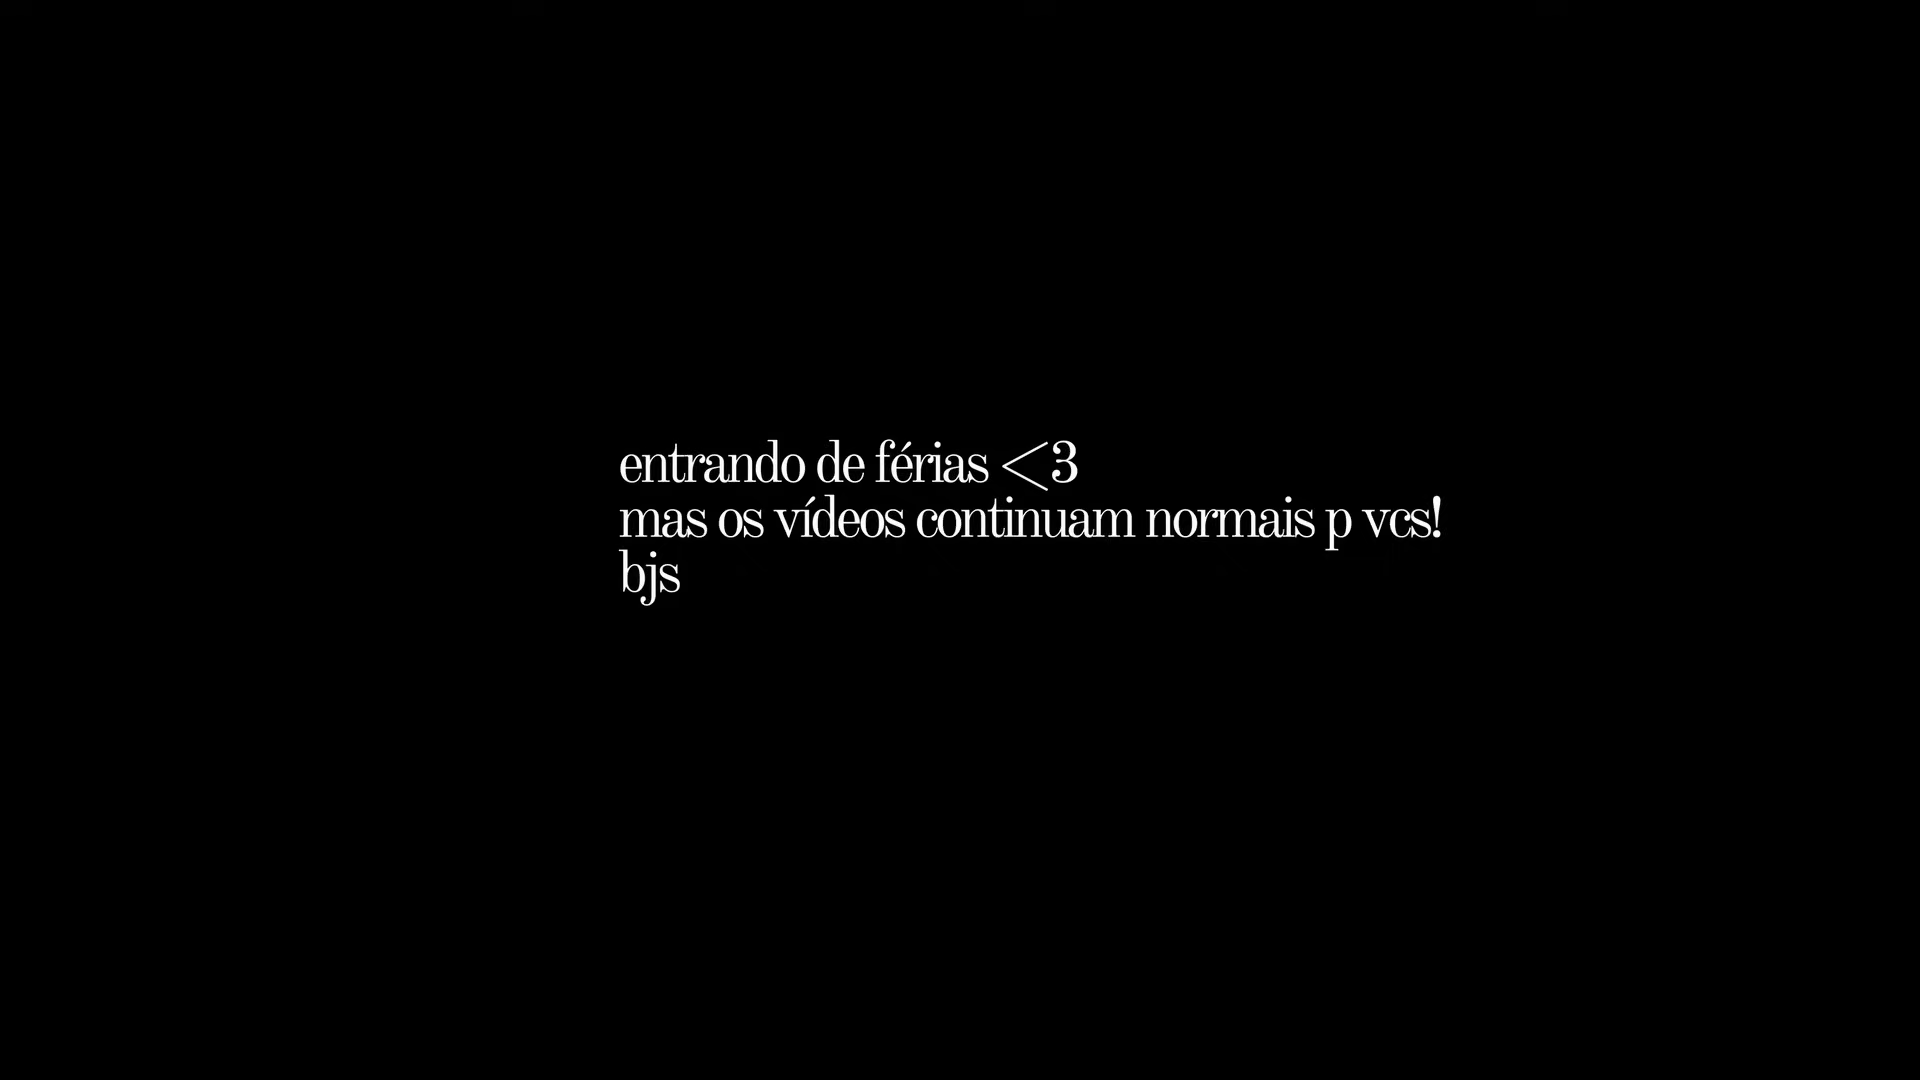 entrando de férias <3
mas os vídeos continuam normais p vcs!
bjs